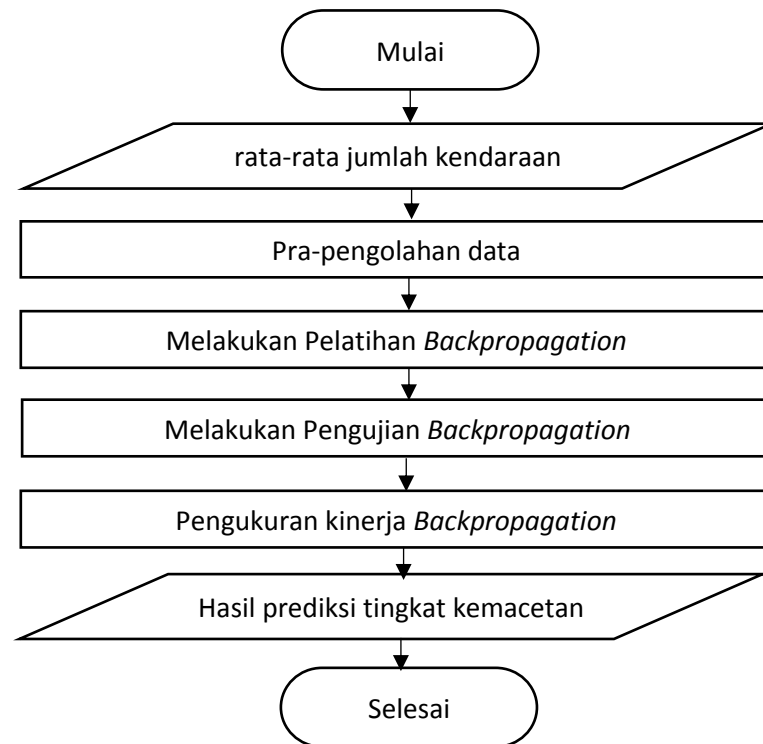 Mulai
rata-rata jumlah kendaraan
Pra-pengolahan data
Melakukan Pelatihan Backpropagation
Melakukan Pengujian Backpropagation
Pengukuran kinerja Backpropagation
Hasil prediksi tingkat kemacetan
Selesai